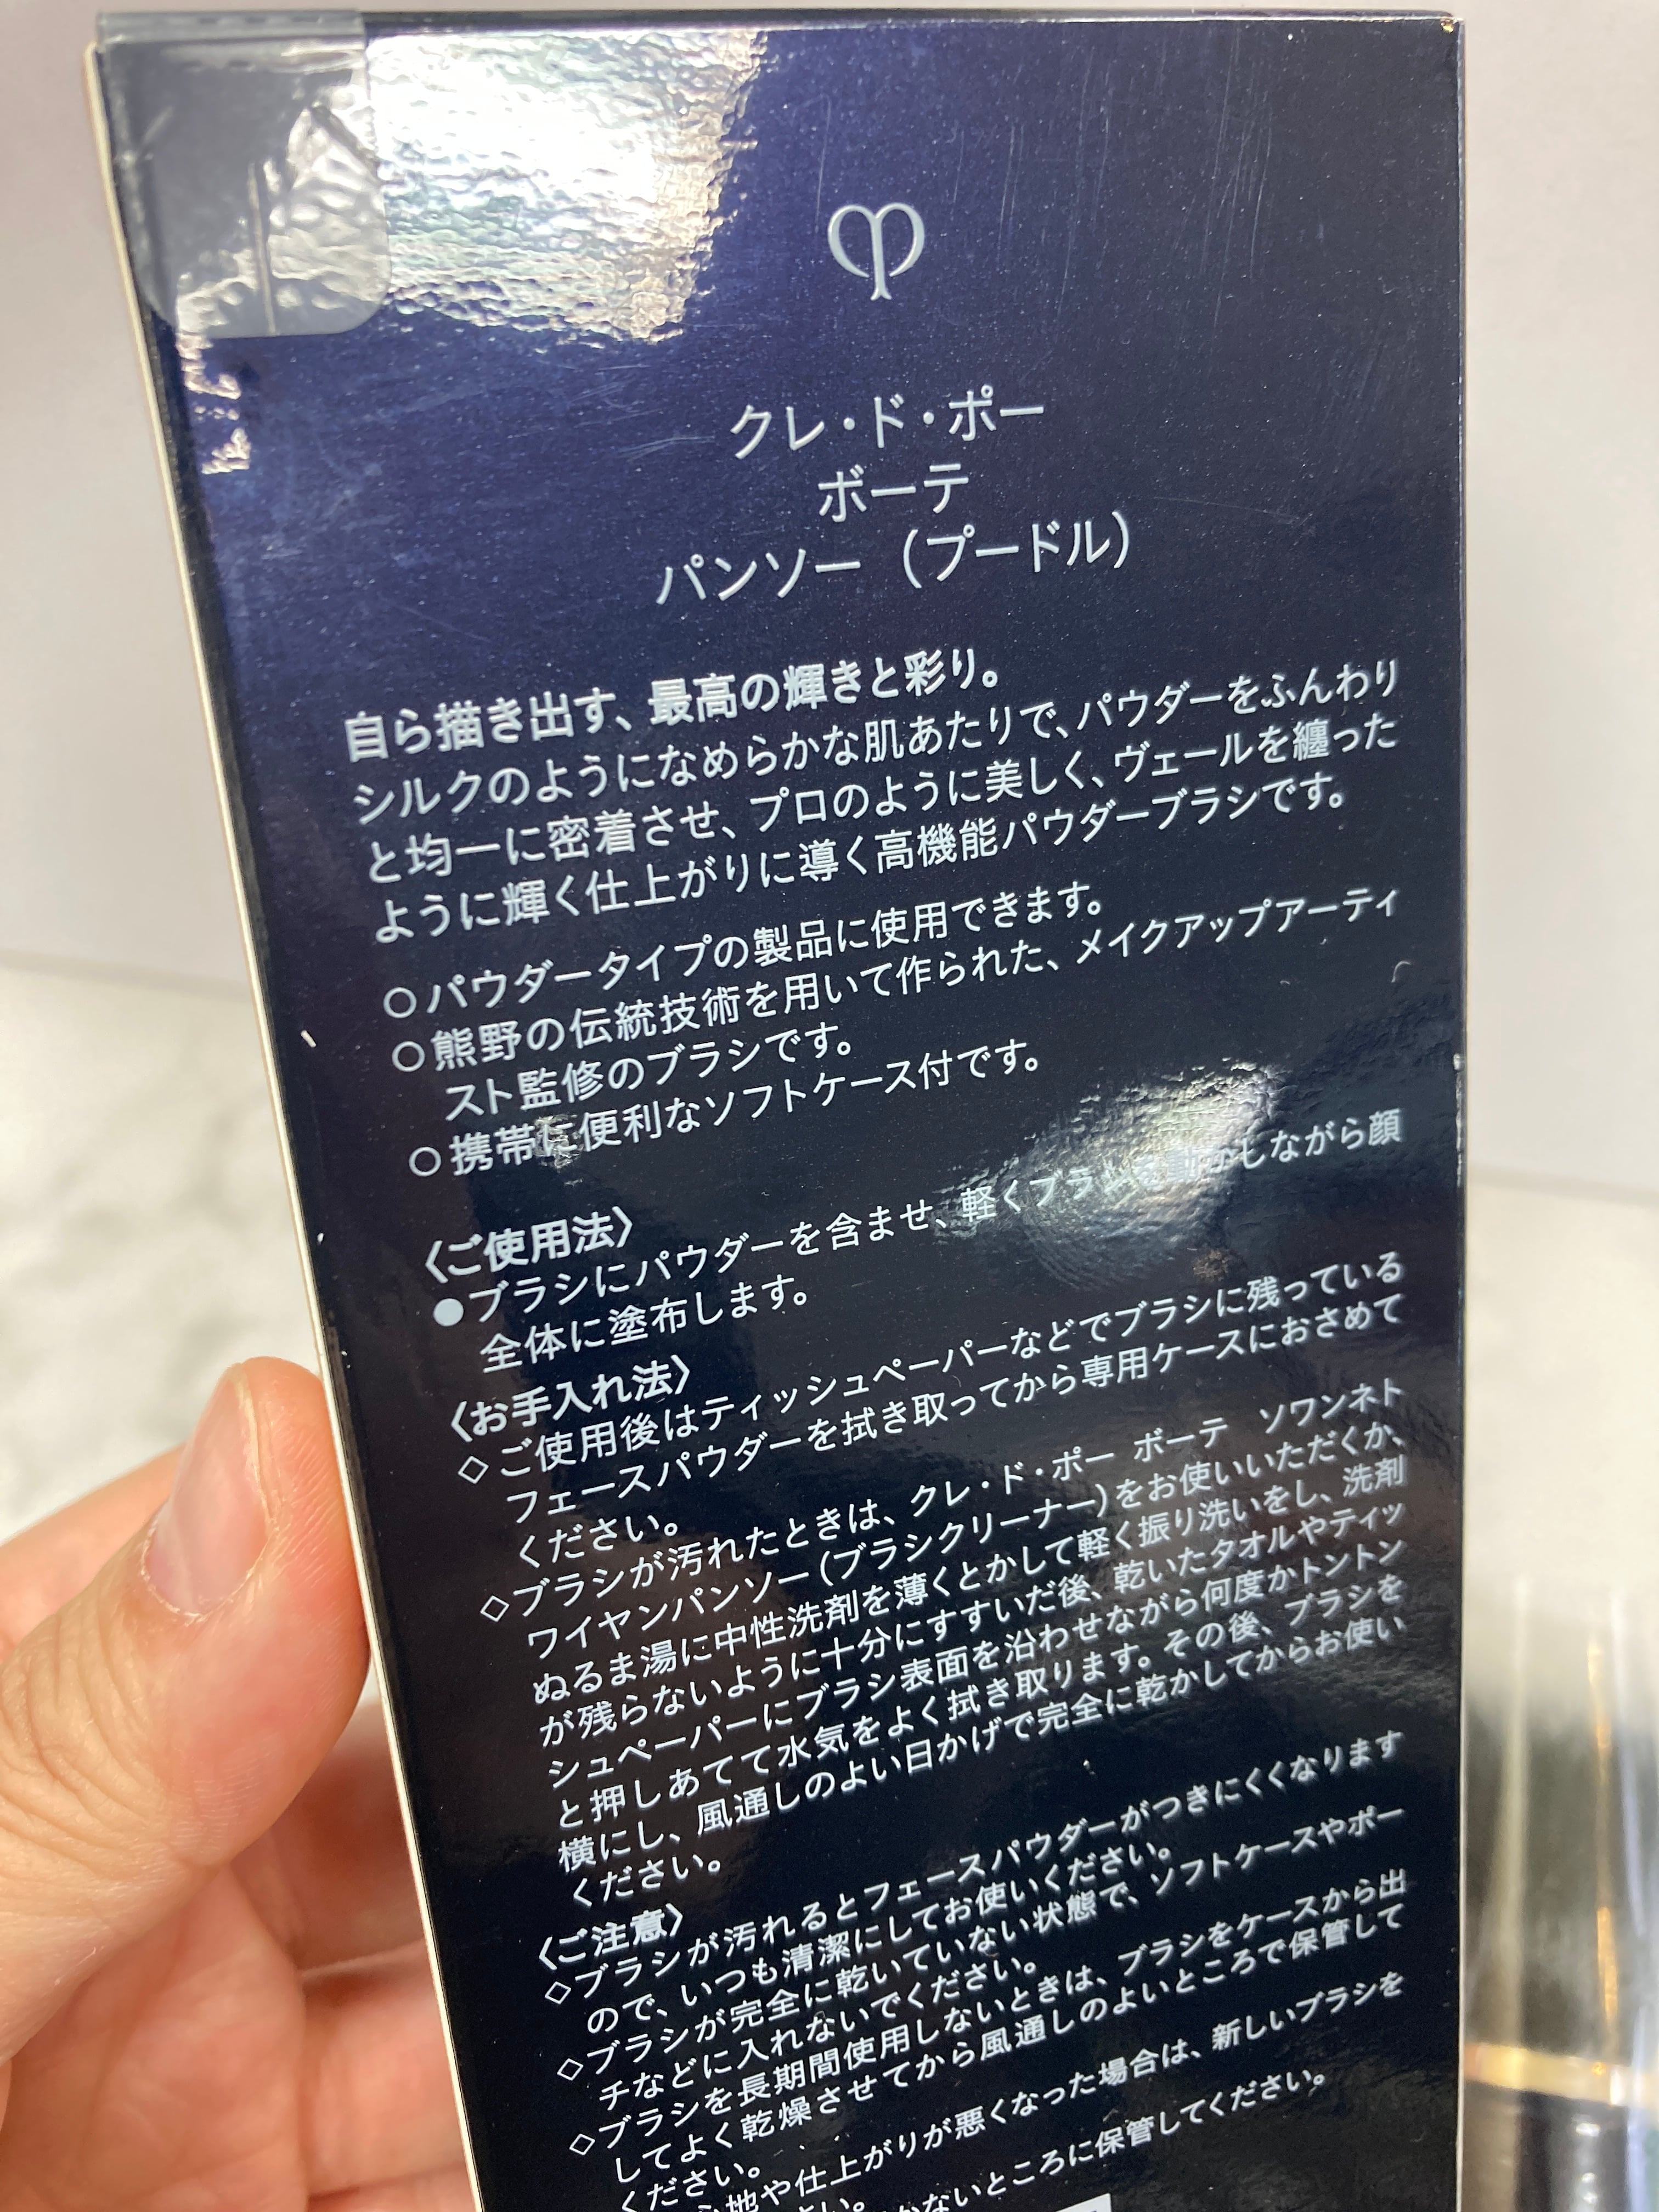 クレ・ド・ポー
ボーテ
パンソー（プードル）
自ら描き出す、最高の輝きと彩り。
シルクのようになめらかな肌あたりで、パウダーをふんわり
と均一に密着させ、プロのように美しく、ヴェールを纏った
ように輝く仕上がりに導く高機能パウダーブラシです。
○パウダータイプの製品に使用できます。
○熊野の伝統技術を用いて作られた、メイクアップアーティ
スト監修のブラシです。
○携帯に便利なソフトケース付です。
〈ご使用法〉
●ブラシにパウダーを含ませ、軽くブラシを動かしながら顔
全体に塗布します。
〈お手入れ法〉
◇ご使用後はティッシュペーパーなどでブラシに残っている
フェースパウダーを拭き取ってから専用ケースにおさめて
ください。
◇ブラシが汚れたときは、クレ・ド・ポー ボーテ ソワンネト
ワイヤンパンソー（ブラシクリーナー）をお使いいただくか、
ぬるま湯に中性洗剤を薄くとかして軽く振り洗いをし、洗剤
が残らないように十分にすすいだ後、乾いたタオルやティッ
シュペーパーにブラシ表面を沿わせながら何度かトントン
と押しあてて水気をよく拭き取ります。その後、ブラシを
横にし、風通しのよい日かげで完全に乾かしてからお使い
ください。
〈ご注意〉
◇ブラシが汚れるとフェースパウダーがつきにくくなります
ので、いつも清潔にしてお使いください。
◇ブラシが完全に乾いていない状態で、ソフトケースやポー
チなどに入れないでください。
◇ブラシを長期間使用しないときは、ブラシをケースから出
してよく乾燥させてから風通しのよいところで保管して
ください。
地や仕上がりが悪くなった場合は、新しいブラシを
い。
かないところに保管してください。